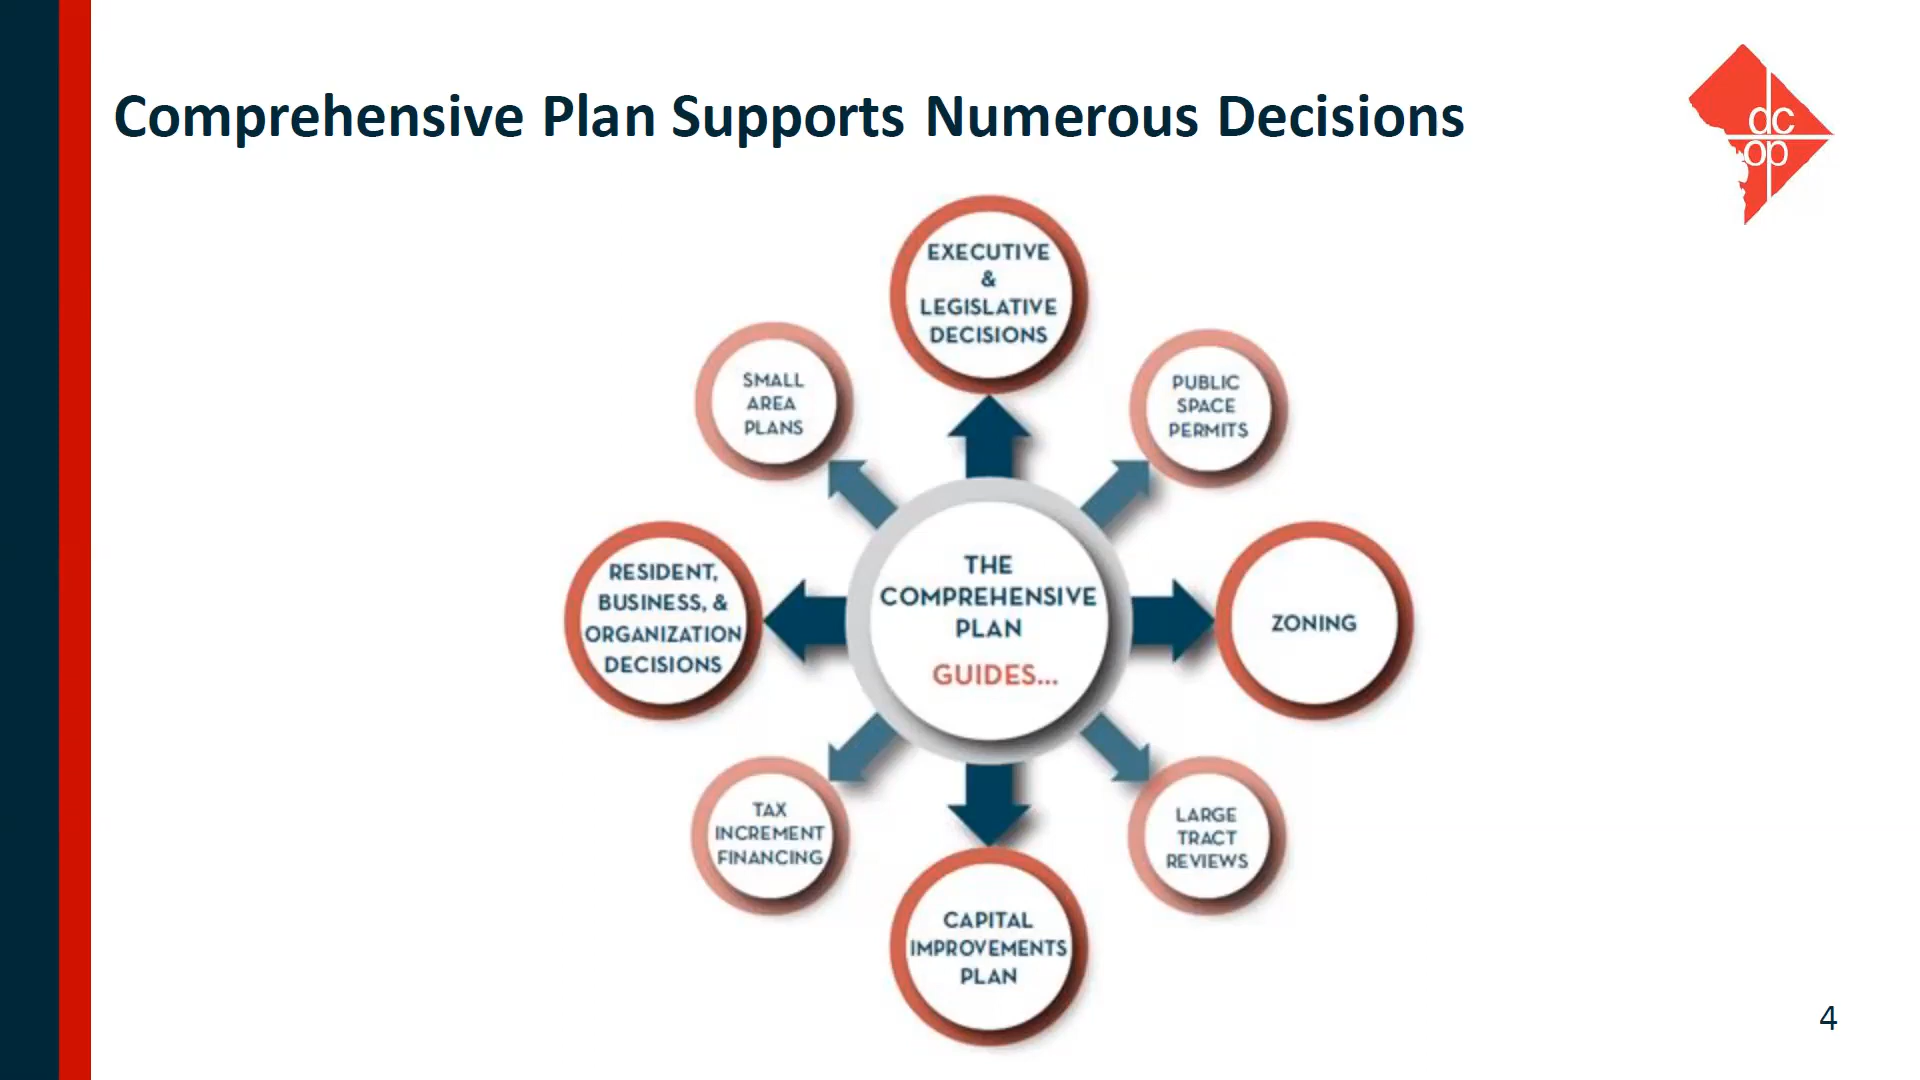 Comprehensive Plan Supports Numerous Decisions
dc
op
EXECUTIVE
&
LEGISLATIVE
DECISIONS
SMALL
AREA
PLANS
PUBLIC
SPACE
PERMITS
RESIDENT,
BUSINESS, &
ORGANIZATION
DECISIONS
THE
COMPREHENSIVE
PLAN
GUIDES...
ZONING
TAX
INCREMENT
FINANCING
LARGE
TRACT
REVIEWS
CAPITAL
IMPROVEMENTS
PLAN
4